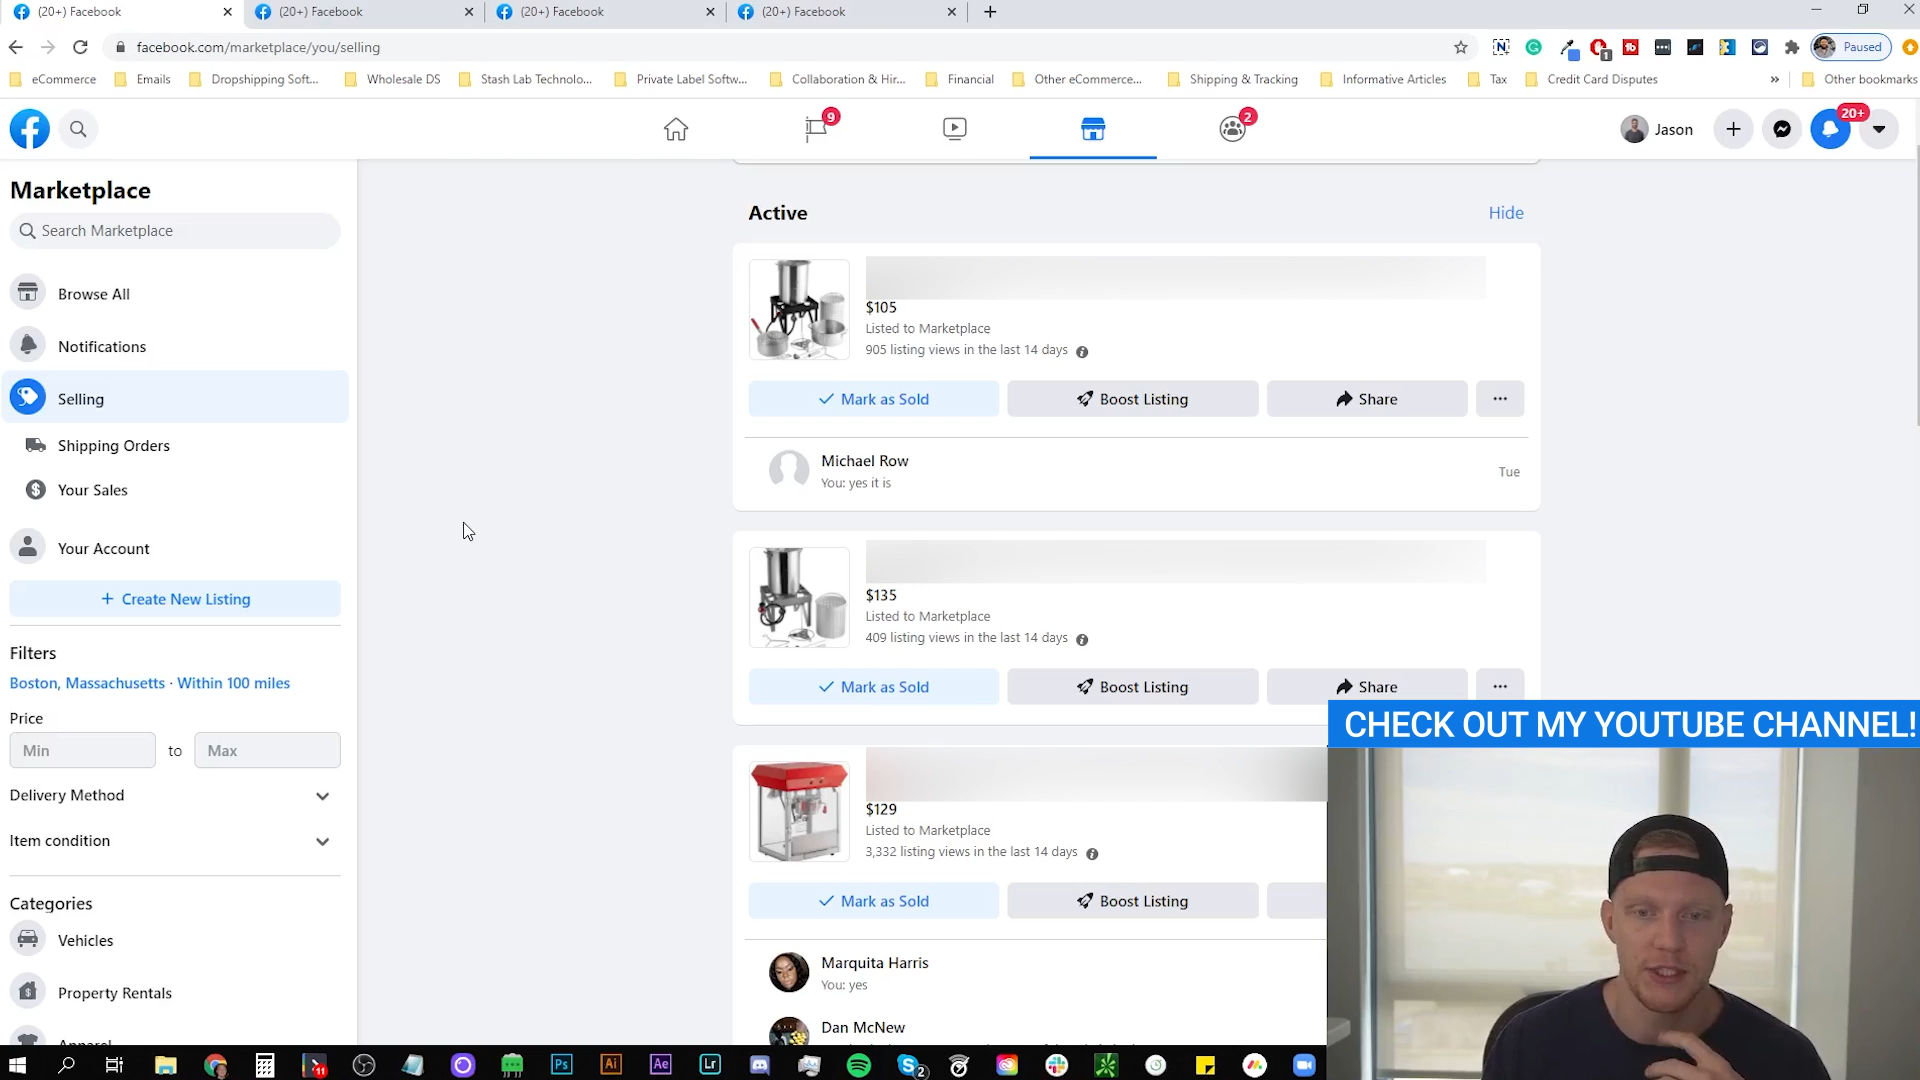 (20+) Facebook
(20+) Facebook
(20+) Facebook
(20+) Facebook
facebook.com/marketplace/you/selling
Paused
eCommerce
Emails
Dropshipping Soft...
Wholesale DS
Stash Lab Technolo...
Private Label Softw...
Collaboration & Hir...
Financial
Other eCommerce...
Shipping & Tracking
Informative Articles
Tax
Credit Card Disputes
Other bookmarks
9
2
Jason
20+
Marketplace
Search Marketplace
Browse All
Notifications
Selling
Shipping Orders
Your Sales
Your Account
+ Create New Listing
Filters
Boston, Massachusetts · Within 100 miles
Price
Min
to
Max
Delivery Method
Item condition
Categories
Vehicles
Property Rentals
Active
Hide
$105
Listed to Marketplace
905 listing views in the last 14 days
Mark as Sold
Boost Listing
Share
Michael Row
You: yes it is
Tue
$135
Listed to Marketplace
409 listing views in the last 14 days
Mark as Sold
Boost Listing
Share
$129
Listed to Marketplace
3,332 listing views in the last 14 days
Mark as Sold
Boost Listing
Marquita Harris
You: yes
Dan McNew
CHECK OUT MY YOUTUBE CHANNEL!
11
Ps
Ai
Ae
Lr
2